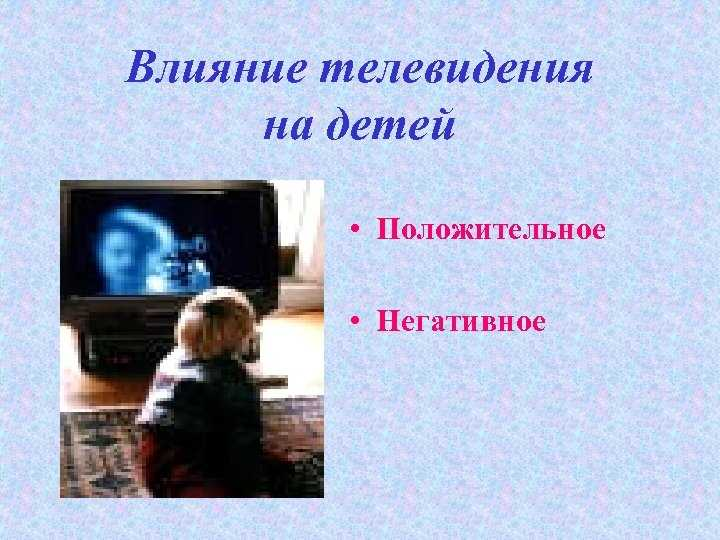 Влияние телевидения
на детей
• Положительное
• Негативное